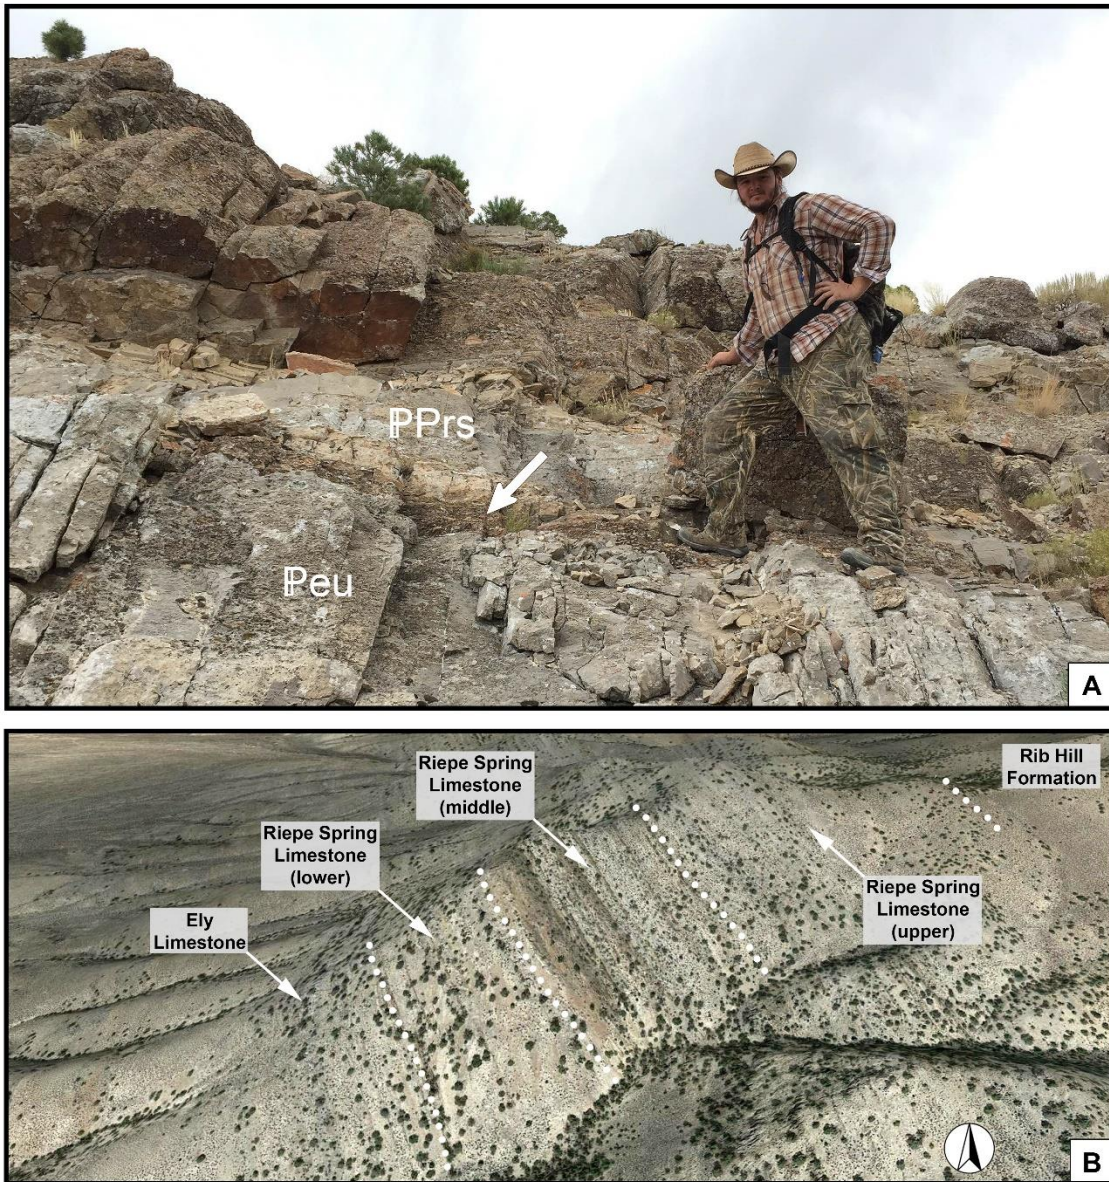 ℙPrs
ℙeu
A
Riepe Spring
Limestone
(middle)
Rib Hill
Formation
Riepe Spring
Limestone
(lower)
Ely
Limestone
Riepe Spring
Limestone
(upper)
B